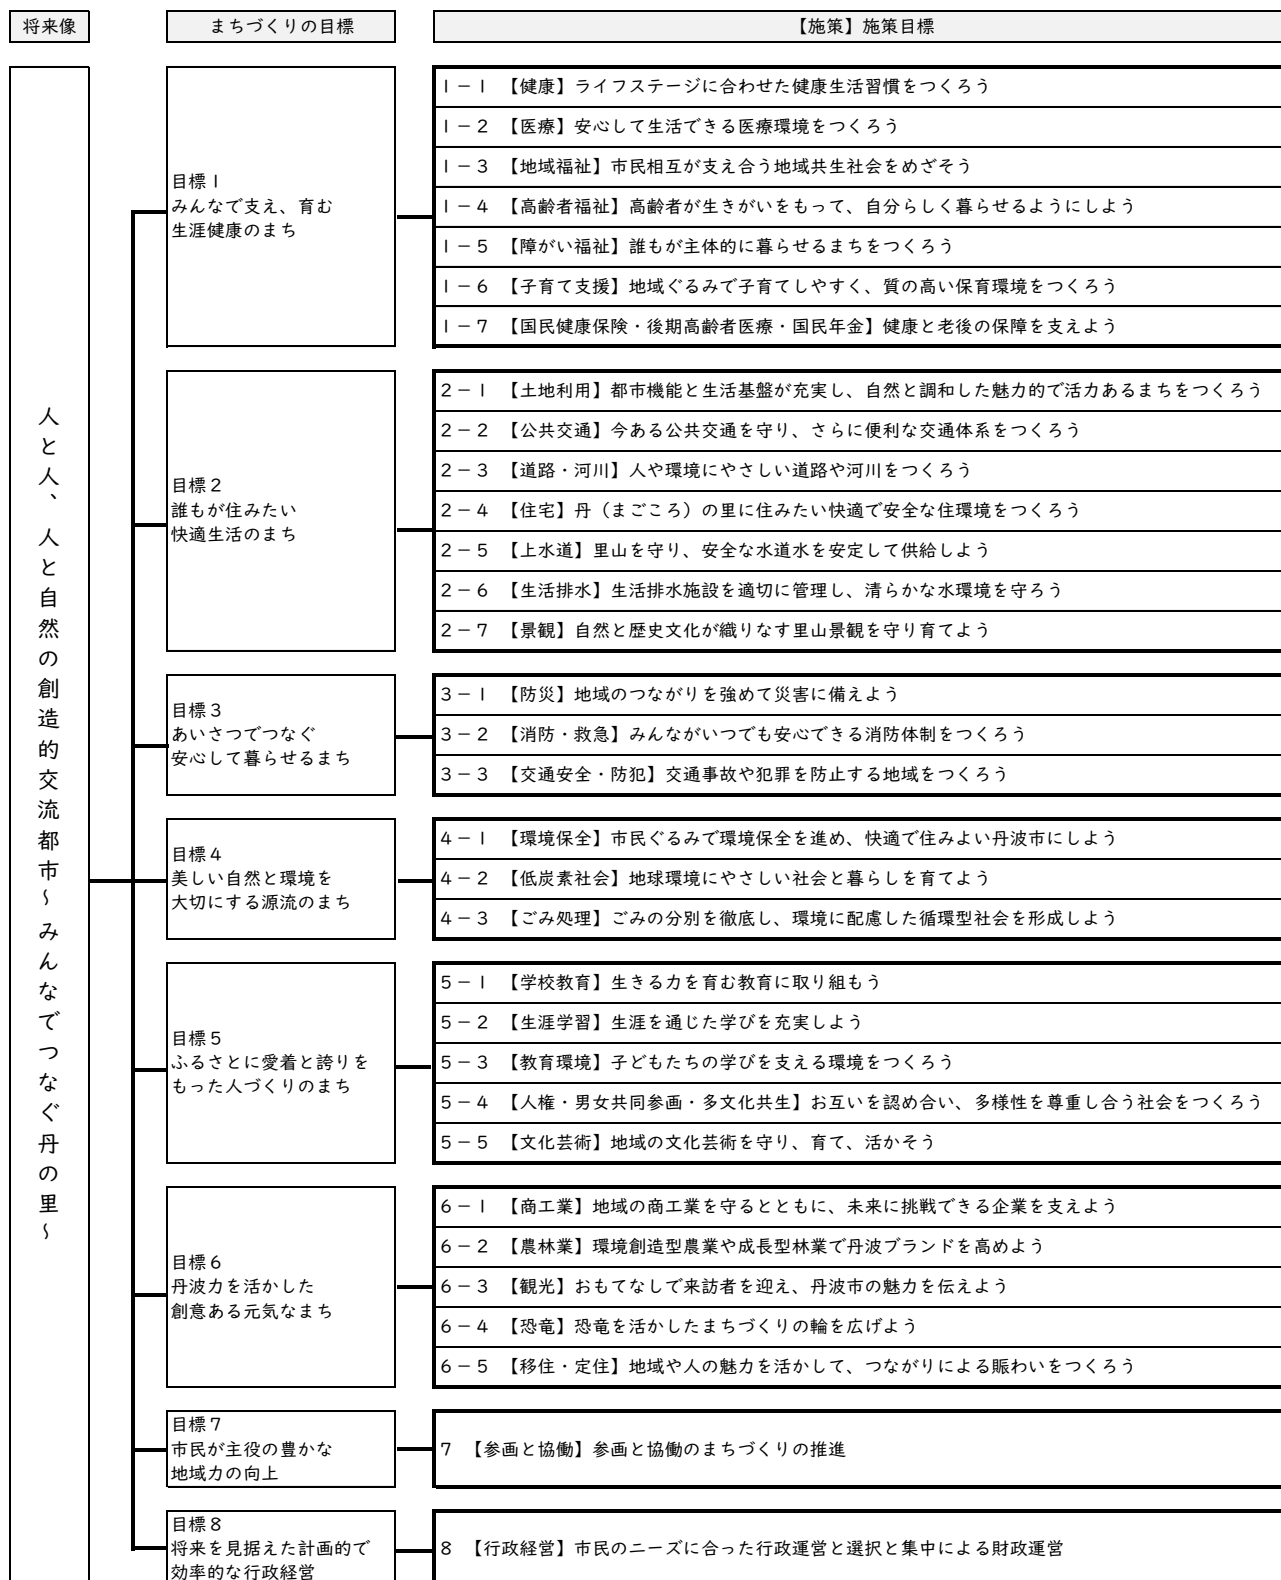 将来像
まちづくりの目標
【施策】施策目標
人と人、人と自然の創造的交流都市～みんなでつなぐ丹の里～
目標１
みんなで支え、育む
生涯健康のまち
１－１ 【健康】ライフステージに合わせた健康生活習慣をつくろう
１－２ 【医療】安心して生活できる医療環境をつくろう
１－３ 【地域福祉】市民相互が支え合う地域共生社会をめざそう
１－４ 【高齢者福祉】高齢者が生きがいをもって、自分らしく暮らせるようにしよう
１－５ 【障がい福祉】誰もが主体的に暮らせるまちをつくろう
１－６ 【子育て支援】地域ぐるみで子育てしやすく、質の高い保育環境をつくろう
１－７ 【国民健康保険・後期高齢者医療・国民年金】健康と老後の保障を支えよう
目標２
誰もが住みたい
快適生活のまち
２－１ 【土地利用】都市機能と生活基盤が充実し、自然と調和した魅力的で活力あるまちをつくろう
２－２ 【公共交通】今ある公共交通を守り、さらに便利な交通体系をつくろう
２－３ 【道路・河川】人や環境にやさしい道路や河川をつくろう
２－４ 【住宅】丹（まごころ）の里に住みたい快適で安全な住環境をつくろう
２－５ 【上水道】里山を守り、安全な水道水を安定して供給しよう
２－６ 【生活排水】生活排水施設を適切に管理し、清らかな水環境を守ろう
２－７ 【景観】自然と歴史文化が織りなす里山景観を守り育てよう
目標３
あいさつでつなぐ
安心して暮らせるまち
３－１ 【防災】地域のつながりを強めて災害に備えよう
３－２ 【消防・救急】みんながいつでも安心できる消防体制をつくろう
３－３ 【交通安全・防犯】交通事故や犯罪を防止する地域をつくろう
目標４
美しい自然と環境を
大切にする源流のまち
４－１ 【環境保全】市民ぐるみで環境保全を進め、快適で住みよい丹波市にしよう
４－２ 【低炭素社会】地球環境にやさしい社会と暮らしを育てよう
４－３ 【ごみ処理】ごみの分別を徹底し、環境に配慮した循環型社会を形成しよう
目標５
ふるさとに愛着と誇りを
もった人づくりのまち
５－１ 【学校教育】生きる力を育む教育に取り組もう
５－２ 【生涯学習】生涯を通じた学びを充実しよう
５－３ 【教育環境】子どもたちの学びを支える環境をつくろう
５－４ 【人権・男女共同参画・多文化共生】お互いを認め合い、多様性を尊重し合う社会をつくろう
５－５ 【文化芸術】地域の文化芸術を守り、育て、活かそう
目標６
丹波力を活かした
創意ある元気なまち
６－１ 【商工業】地域の商工業を守るとともに、未来に挑戦できる企業を支えよう
６－２ 【農林業】環境創造型農業や成長型林業で丹波ブランドを高めよう
６－３ 【観光】おもてなしで来訪者を迎え、丹波市の魅力を伝えよう
６－４ 【恐竜】恐竜を活かしたまちづくりの輪を広げよう
６－５ 【移住・定住】地域や人の魅力を活かして、つながりによる賑わいをつくろう
目標７
市民が主役の豊かな
地域力の向上
７ 【参画と協働】参画と協働のまちづくりの推進
目標８
将来を見据えた計画的で
効率的な行政経営
８ 【行政経営】市民のニーズに合った行政運営と選択と集中による財政運営